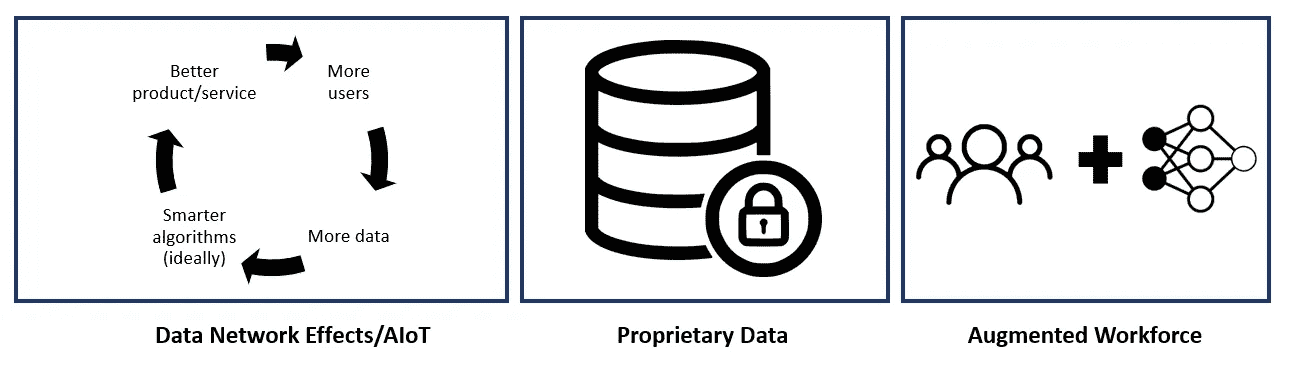 Better
product/service
More
users
More data
Smarter
algorithms
(ideally)
Data Network Effects/AIoT
Proprietary Data
Augmented Workforce